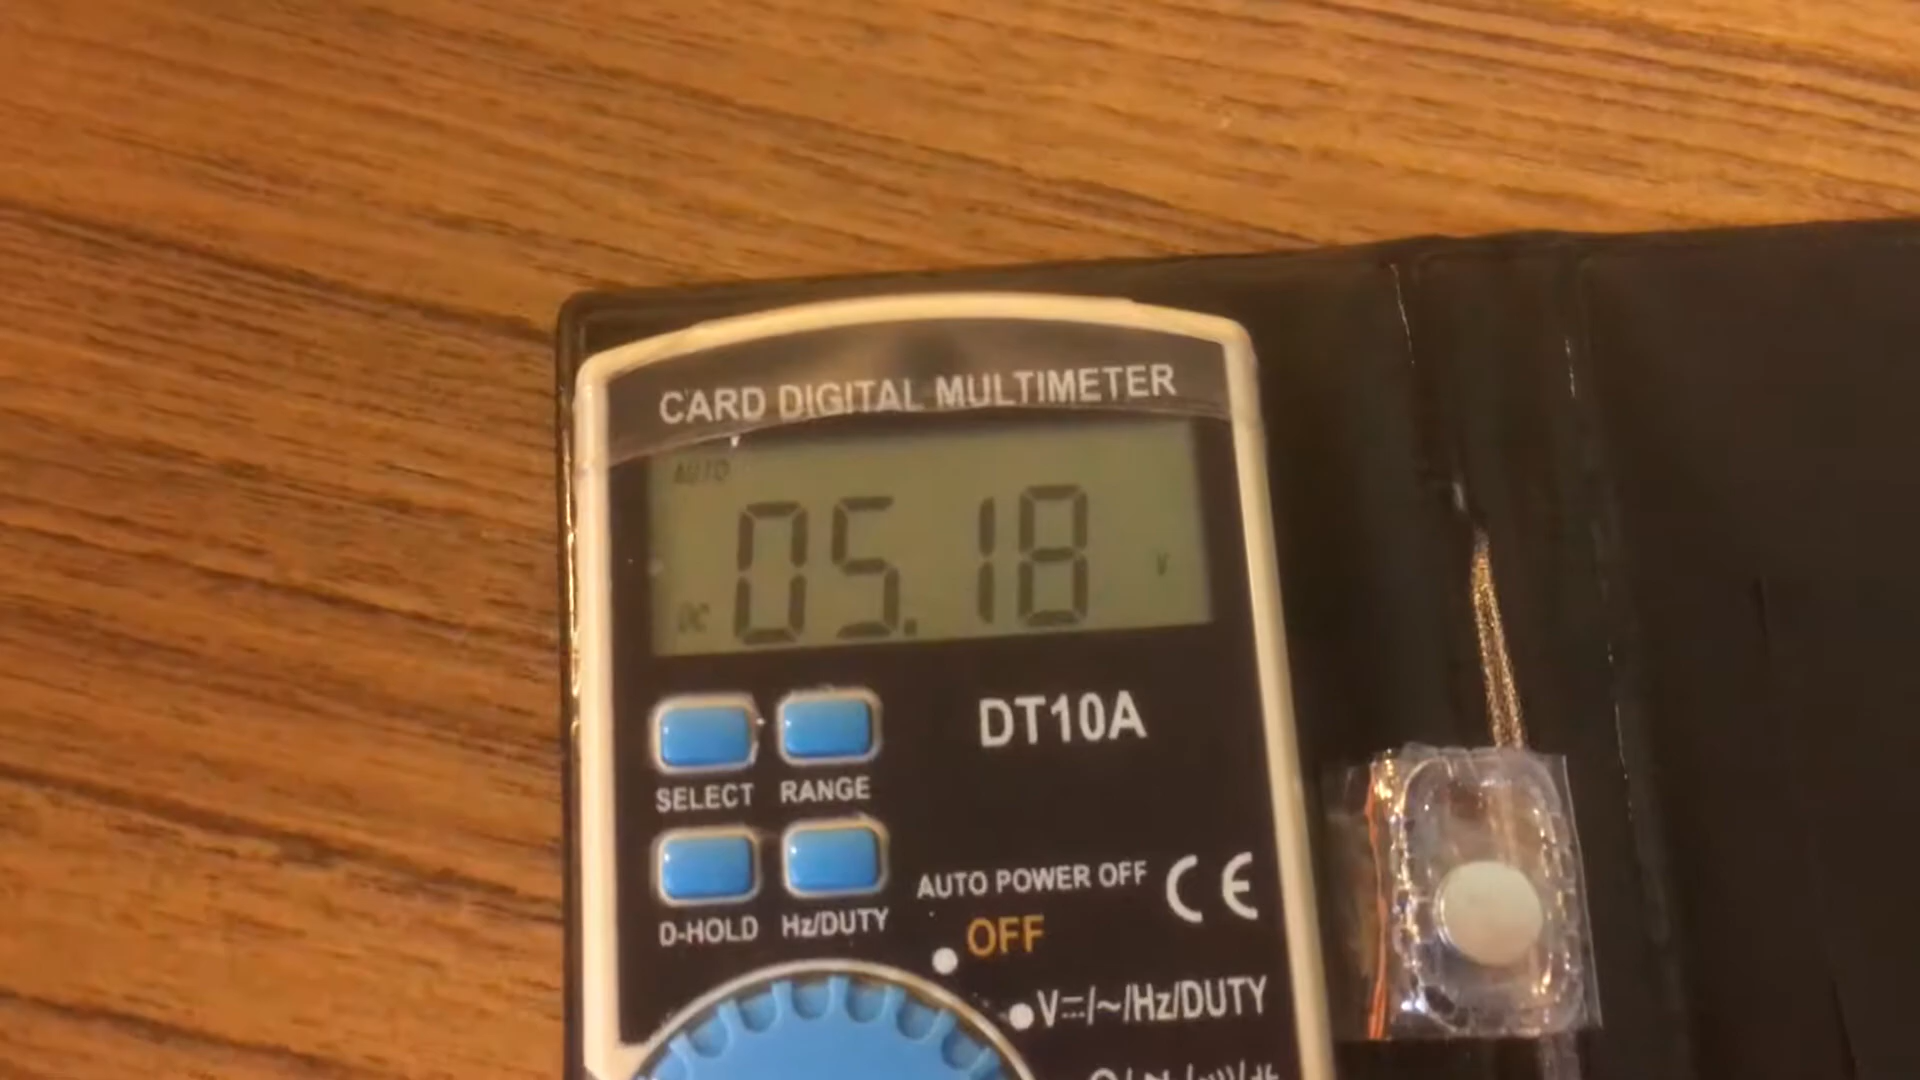 CARD DIGITAL MULTIMETER
AUTO
05.18
V
DC
DT10A
SELECT RANGE
D-HOLD Hz/DUTY
AUTO POWER OFF CE
OFF
V⎓/~/Hz/DUTY